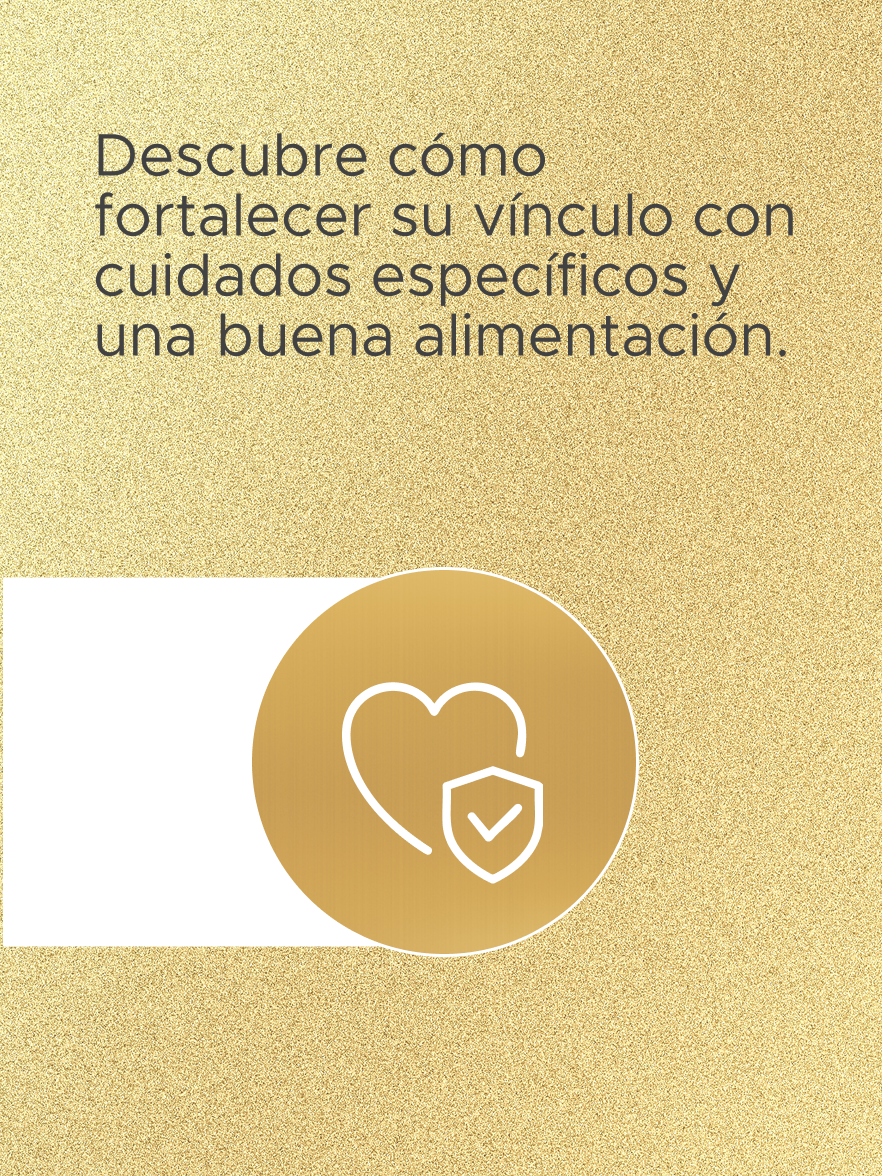 Descubre cómo
fortalecer su vínculo con
cuidados específicos y
una buena alimentación.